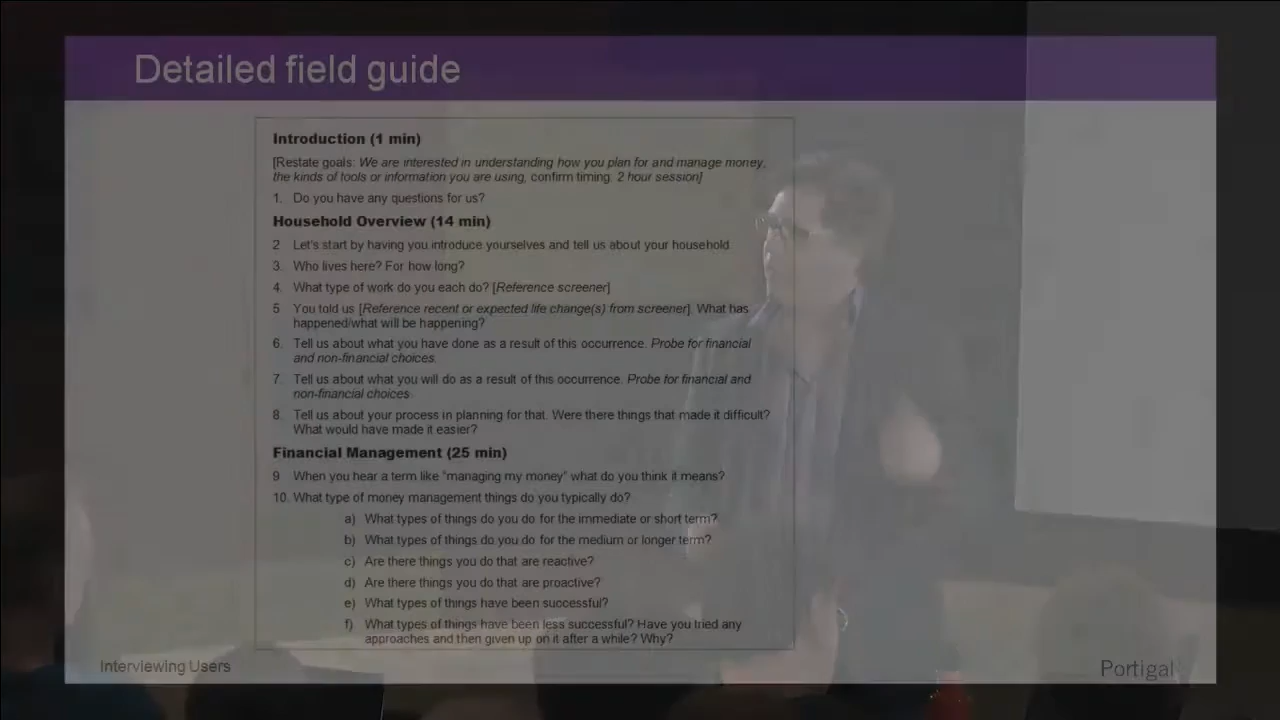 Detailed field guide
Introduction (1 min)
[Restate goals: We are interested in understanding how you plan for and manage money,
the kinds of tools or information you are using, confirm timing: 2 hour session]
1. Do you have any questions for us?
Household Overview (14 min)
2 Let's start by having you introduce yourselves and tell us about your household
3. Who lives here? For how long?
4. What type of work do you each do? [Reference screener]
5 You told us [Reference recent or expected life change(s) from screener]. What has
happened/what will be happening?
6. Tell us about what you have done as a result of this occurrence. Probe for financial
and non-financial choices.
7. Tell us about what you will do as a result of this occurrence. Probe for financial and
non-financial choices
8. Tell us about your process in planning for that. Were there things that made it difficult?
What would have made it easier?
Financial Management (25 min)
9 When you hear a term like "managing my money" what do you think it means?
10. What type of money management things do you typically do?
a) What types of things do you do for the immediate or short term?
b) What types of things do you do for the medium or longer term?
c) Are there things you do that are reactive?
d) Are there things you do that are proactive?
e) What types of things have been successful?
f) What types of things have been less successful? Have you tried any
approaches and then given up on it after a while? Why?
Interviewing Users
Portigal